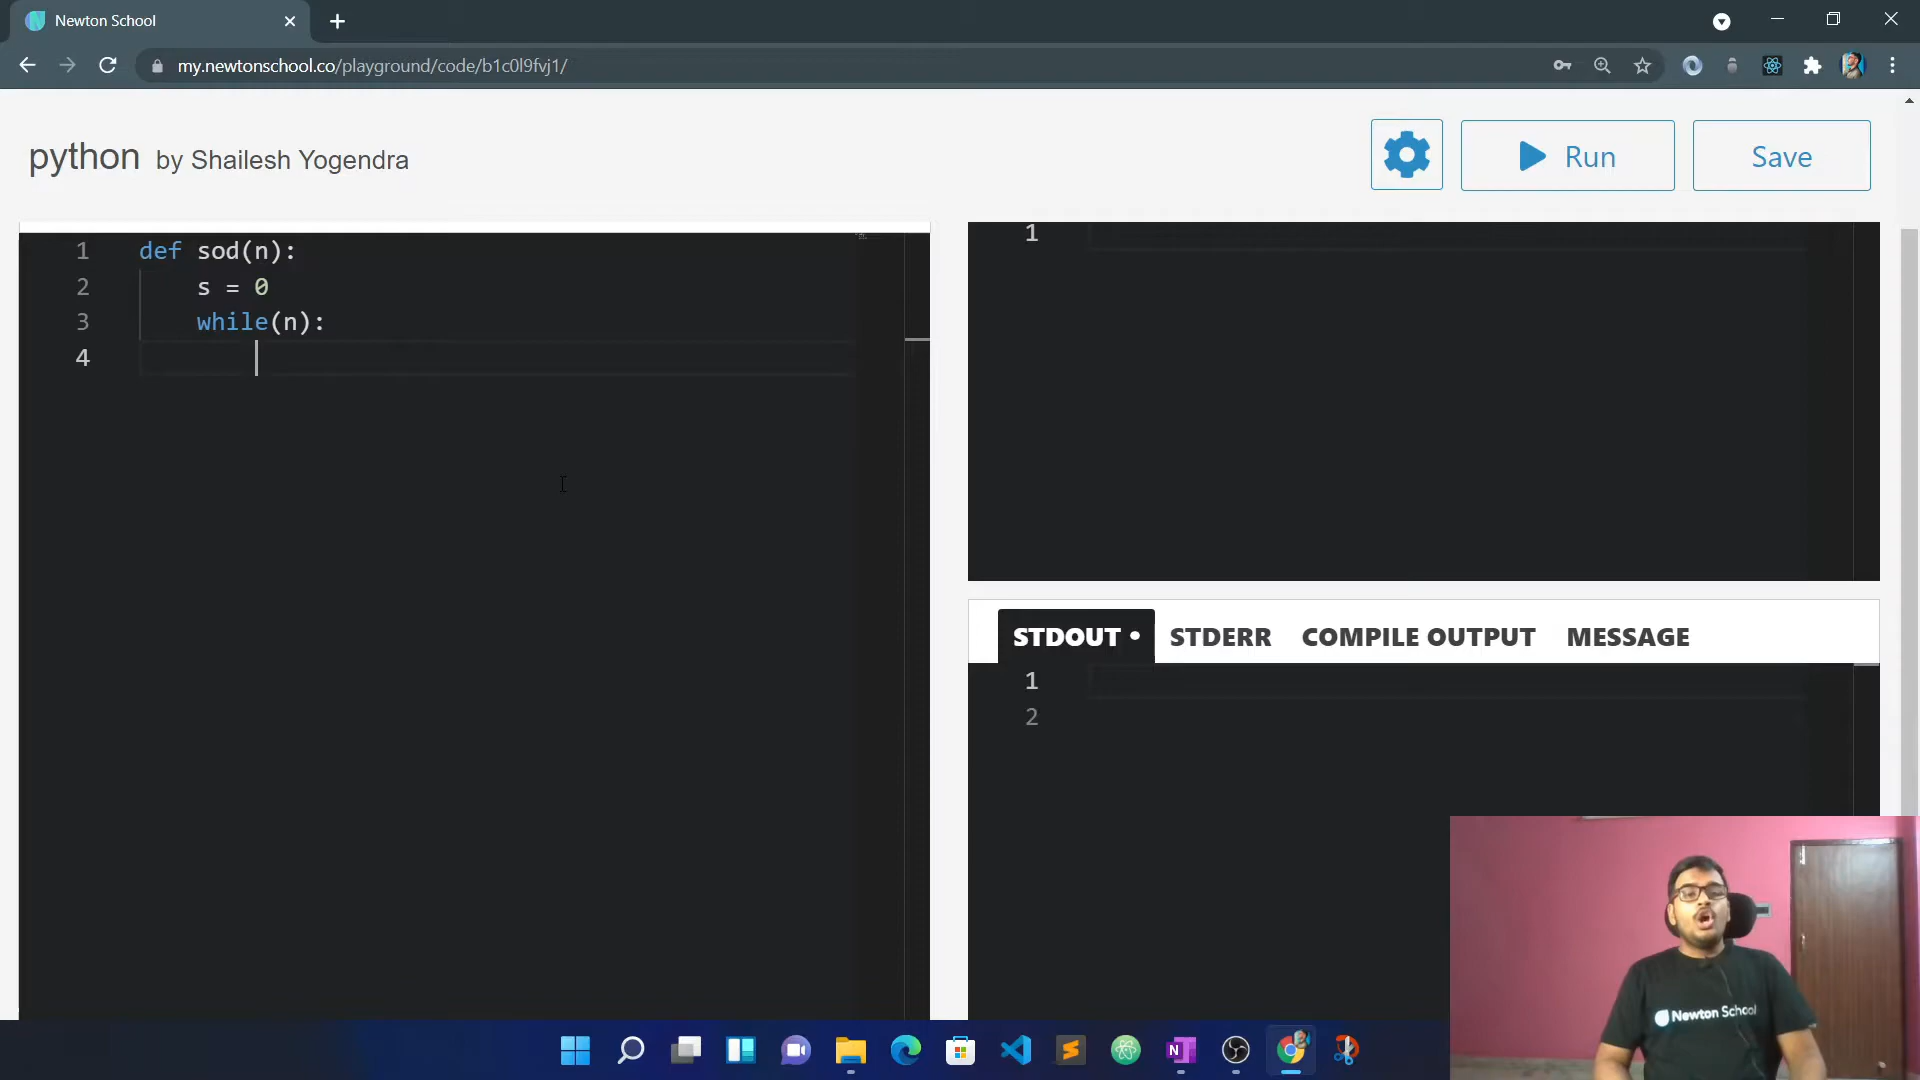 Newton School
my.newtonschool.co/playground/code/b1c0l9fvj1/
python by Shailesh Yogendra
Run
Save
1 def sod(n):
2 s = 0
3 while(n):
4
1
STDOUT • STDERR COMPILE OUTPUT MESSAGE
1
2
Newton School